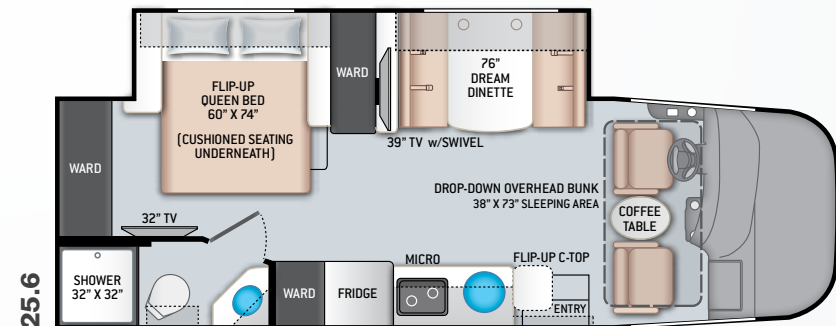 FLIP-UP
QUEEN BED
60" X 74"
(CUSHIONED SEATING
UNDERNEATH)
WARD
76"
DREAM
DINETTE
39" TV w/SWIVEL
WARD
32" TV
DROP-DOWN OVERHEAD BUNK
38" X 73" SLEEPING AREA
COFFEE
TABLE
SHOWER
32" X 32"
WARD
FRIDGE
MICRO
FLIP-UP C-TOP
ENTRY
25.6